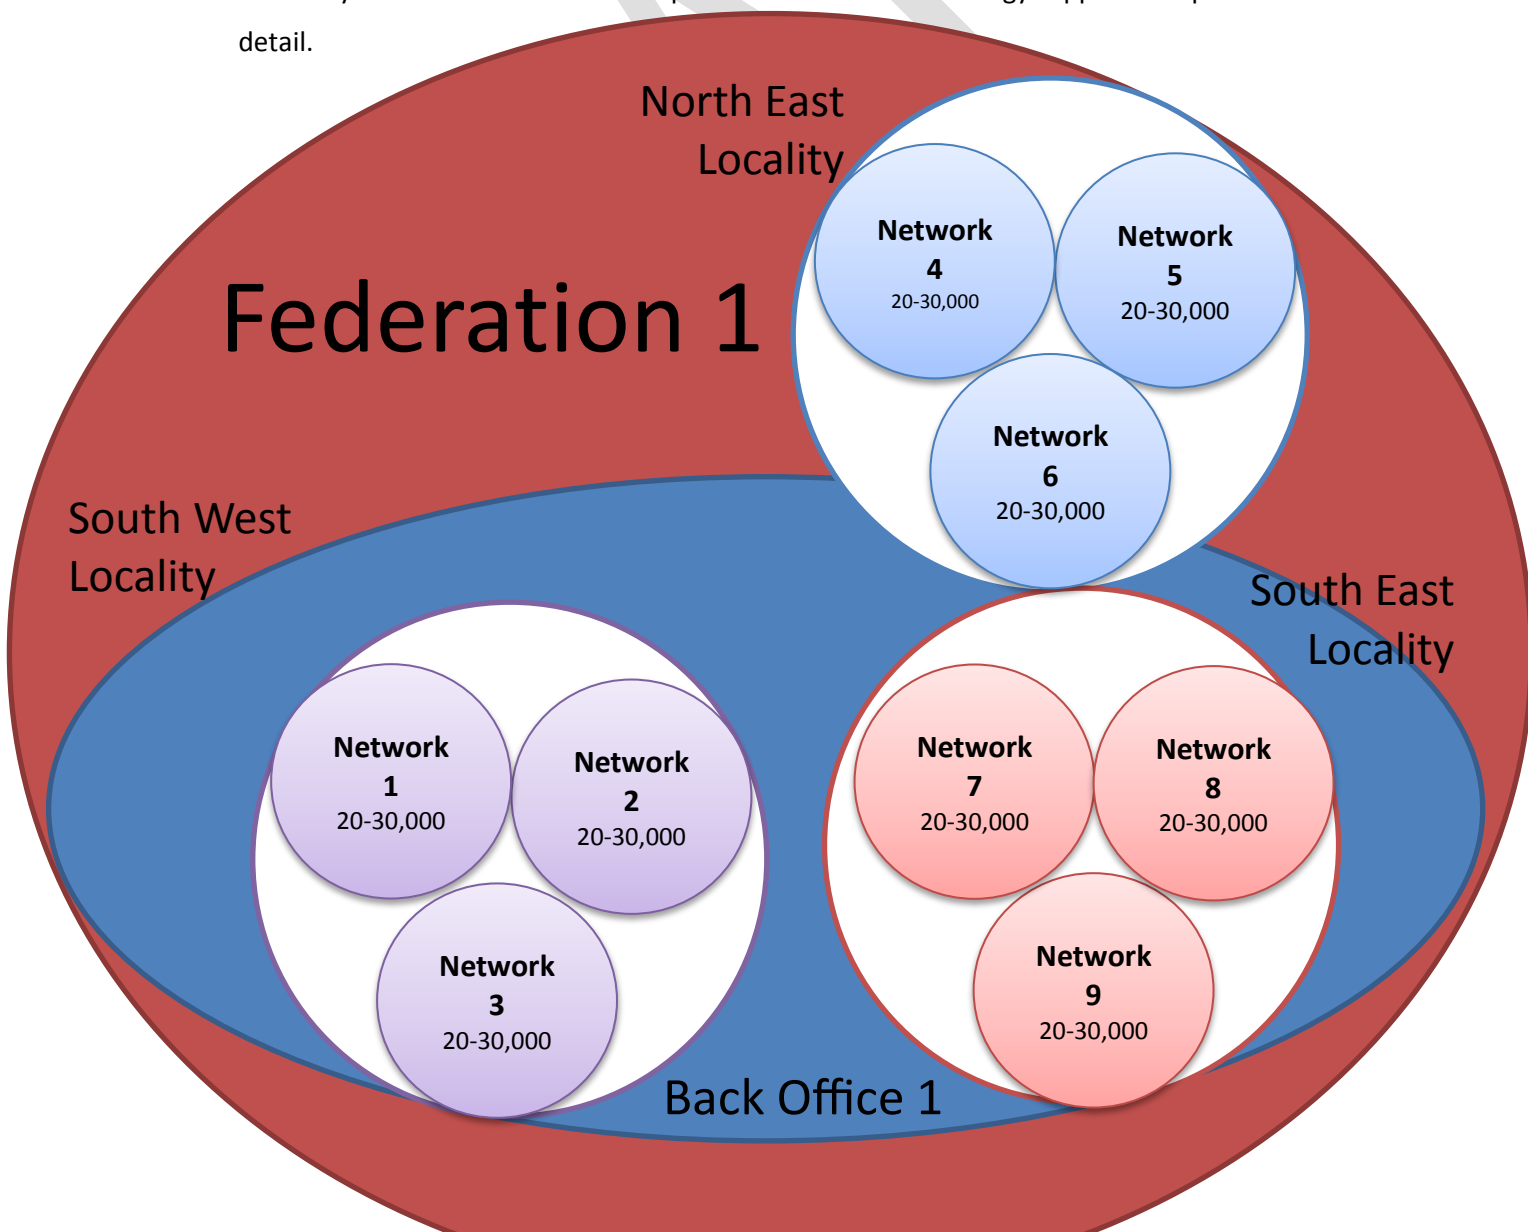 detail.
North East
Locality
Federation 1
Network
4
20-30,000
Network
5
20-30,000
Network
6
20-30,000
South West
Locality
South East
Locality
Network
1
20-30,000
Network
2
20-30,000
Network
3
20-30,000
Network
7
20-30,000
Network
8
20-30,000
Network
9
20-30,000
Back Office 1